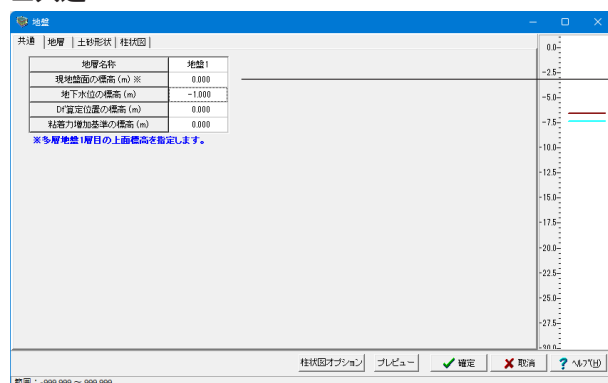 地盤
共通 地層 土砂形状 柱状図
地層名称 地盤1
現地盤面の標高(m) ※ 0.000
地下水位の標高(m) -1.000
Df算定位置の標高(m) 0.000
粘着力増加基準の標高(m) 0.000
※多層地盤1層目の上面標高を指定します。
0.0
-2.5
-5.0
-7.5
-10.0
-12.5
-15.0
-17.5
-20.0
-22.5
-25.0
-27.5
-30.0
柱状図オプション プレビュー 確定 取消 ? ヘルプ(H)
範囲: -999.999 ~ 999.999